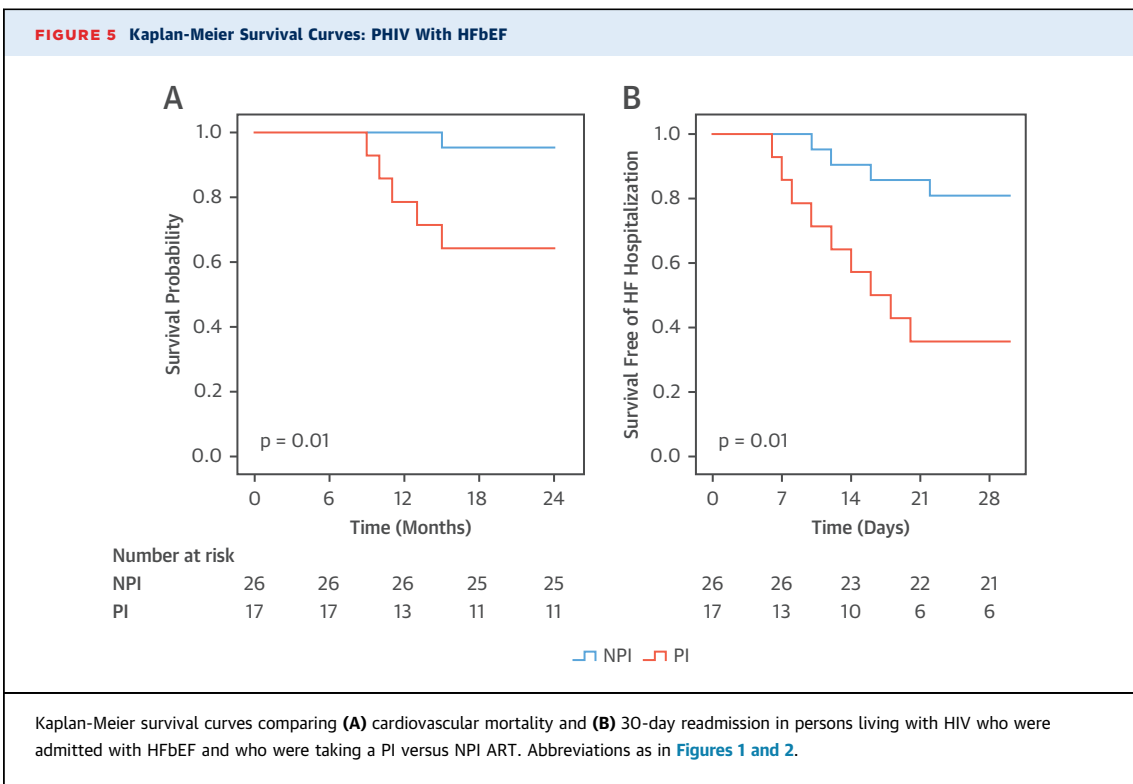 FIGURE 5 Kaplan-Meier Survival Curves: PHIV With HFbEF
A
B
Survival Probability
1.0
0.8
0.6
0.4
0.2
0.0
p = 0.01
0 6 12 18 24
Time (Months)
Survival Free of HF Hospitalization
1.0
0.8
0.6
0.4
0.2
0.0
p = 0.01
0 7 14 21 28
Time (Days)
Number at risk
NPI 26 26 26 25 25 26 26 23 22 21
PI 17 17 13 11 11 17 13 10 6 6
NPI PI
Kaplan-Meier survival curves comparing (A) cardiovascular mortality and (B) 30-day readmission in persons living with HIV who were
admitted with HFbEF and who were taking a PI versus NPI ART. Abbreviations as in Figures 1 and 2.